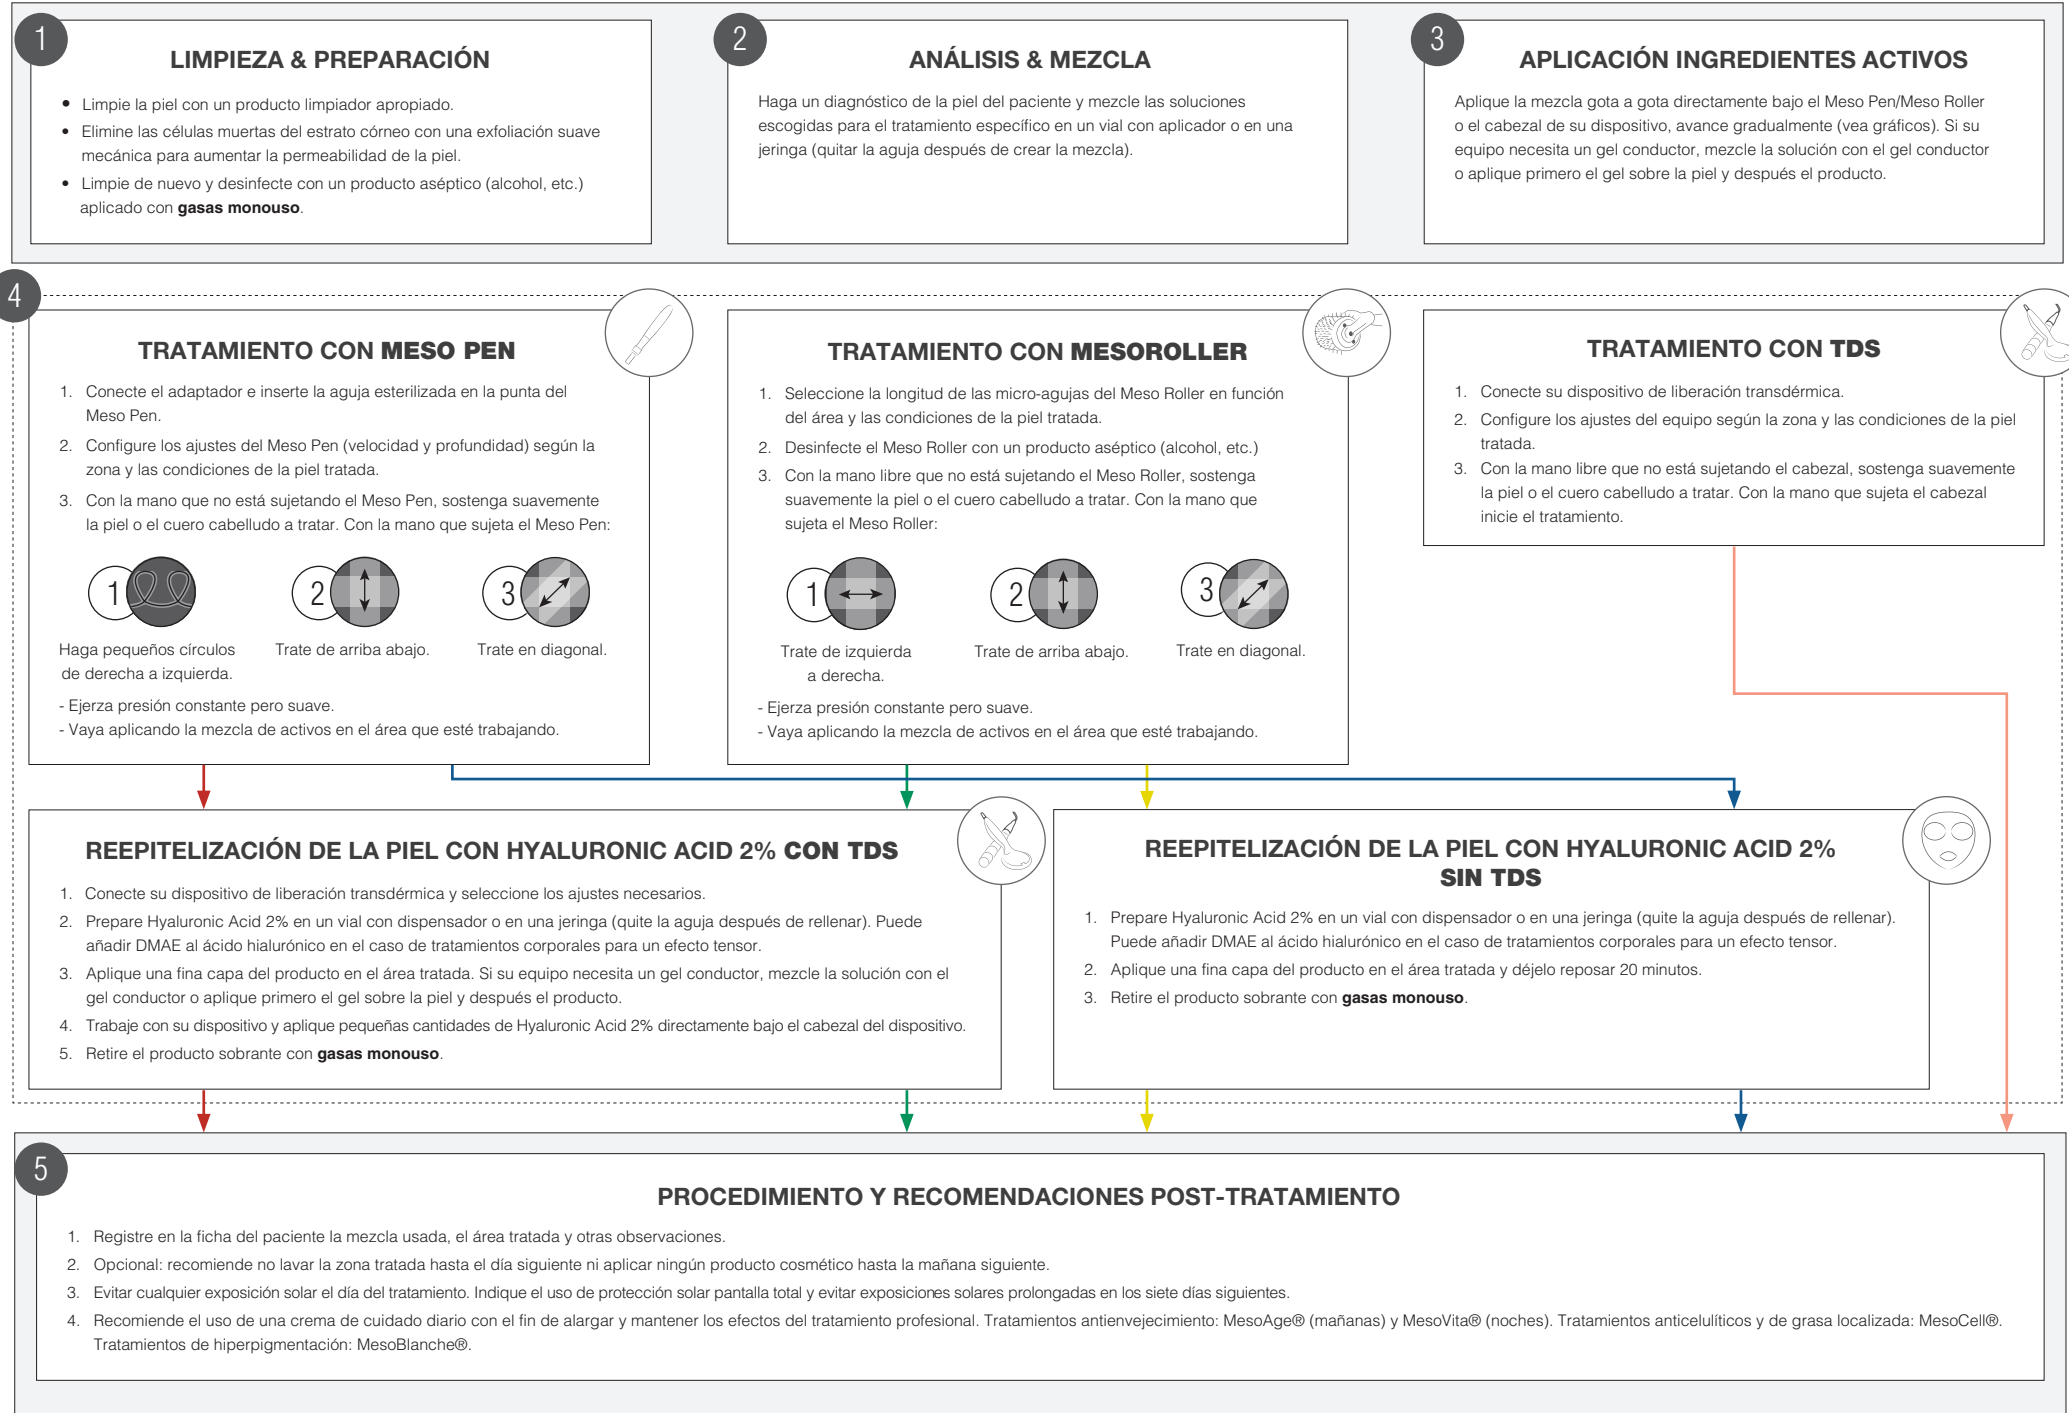 1
LIMPIEZA & PREPARACIÓN
• Limpie la piel con un producto limpiador apropiado.
• Elimine las células muertas del estrato córneo con una exfoliación suave
mecánica para aumentar la permeabilidad de la piel.
• Limpie de nuevo y desinfecte con un producto aséptico (alcohol, etc.)
aplicado con gasas monouso.
2
ANÁLISIS & MEZCLA
Haga un diagnóstico de la piel del paciente y mezcle las soluciones
escogidas para el tratamiento específico en un vial con aplicador o en una
jeringa (quitar la aguja después de crear la mezcla).
3
APLICACIÓN INGREDIENTES ACTIVOS
Aplique la mezcla gota a gota directamente bajo el Meso Pen/Meso Roller
o el cabezal de su dispositivo, avance gradualmente (vea gráficos). Si su
equipo necesita un gel conductor, mezcle la solución con el gel conductor
o aplique primero el gel sobre la piel y después el producto.
4
TRATAMIENTO CON MESO PEN
1. Conecte el adaptador e inserte la aguja esterilizada en la punta del
Meso Pen.
2. Configure los ajustes del Meso Pen (velocidad y profundidad) según la
zona y las condiciones de la piel tratada.
3. Con la mano que no está sujetando el Meso Pen, sostenga suavemente
la piel o el cuero cabelludo a tratar. Con la mano que sujeta el Meso Pen:
1
2
3
Haga pequeños círculos
de derecha a izquierda.
Trate de arriba abajo.
Trate en diagonal.
- Ejerza presión constante pero suave.
- Vaya aplicando la mezcla de activos en el área que esté trabajando.
TRATAMIENTO CON MESOROLLER
1. Seleccione la longitud de las micro-agujas del Meso Roller en función
del área y las condiciones de la piel tratada.
2. Desinfecte el Meso Roller con un producto aséptico (alcohol, etc.)
3. Con la mano libre que no está sujetando el Meso Roller, sostenga
suavemente la piel o el cuero cabelludo a tratar. Con la mano que
sujeta el Meso Roller:
1
2
3
Trate de izquierda
a derecha.
Trate de arriba abajo.
Trate en diagonal.
- Ejerza presión constante pero suave.
- Vaya aplicando la mezcla de activos en el área que esté trabajando.
TRATAMIENTO CON TDS
1. Conecte su dispositivo de liberación transdérmica.
2. Configure los ajustes del equipo según la zona y las condiciones de la piel
tratada.
3. Con la mano libre que no está sujetando el cabezal, sostenga suavemente
la piel o el cuero cabelludo a tratar. Con la mano que sujeta el cabezal
inicie el tratamiento.
REEPITELIZACIÓN DE LA PIEL CON HYALURONIC ACID 2% CON TDS
1. Conecte su dispositivo de liberación transdérmica y seleccione los ajustes necesarios.
2. Prepare Hyaluronic Acid 2% en un vial con dispensador o en una jeringa (quite la aguja después de rellenar). Puede
añadir DMAE al ácido hialurónico en el caso de tratamientos corporales para un efecto tensor.
3. Aplique una fina capa del producto en el área tratada. Si su equipo necesita un gel conductor, mezcle la solución con el
gel conductor o aplique primero el gel sobre la piel y después el producto.
4. Trabaje con su dispositivo y aplique pequeñas cantidades de Hyaluronic Acid 2% directamente bajo el cabezal del dispositivo.
5. Retire el producto sobrante con gasas monouso.
REEPITELIZACIÓN DE LA PIEL CON HYALURONIC ACID 2%
SIN TDS
1. Prepare Hyaluronic Acid 2% en un vial con dispensador o en una jeringa (quite la aguja después de rellenar).
Puede añadir DMAE al ácido hialurónico en el caso de tratamientos corporales para un efecto tensor.
2. Aplique una fina capa del producto en el área tratada y déjelo reposar 20 minutos.
3. Retire el producto sobrante con gasas monouso.
5
PROCEDIMIENTO Y RECOMENDACIONES POST-TRATAMIENTO
1. Registre en la ficha del paciente la mezcla usada, el área tratada y otras observaciones.
2. Opcional: recomiende no lavar la zona tratada hasta el día siguiente ni aplicar ningún producto cosmético hasta la mañana siguiente.
3. Evitar cualquier exposición solar el día del tratamiento. Indique el uso de protección solar pantalla total y evitar exposiciones solares prolongadas en los siete días siguientes.
4. Recomiende el uso de una crema de cuidado diario con el fin de alargar y mantener los efectos del tratamiento profesional. Tratamientos antienvejecimiento: MesoAge® (mañanas) y MesoVita® (noches). Tratamientos anticelulíticos y de grasa localizada: MesoCell®.
Tratamientos de hiperpigmentación: MesoBlanche®.